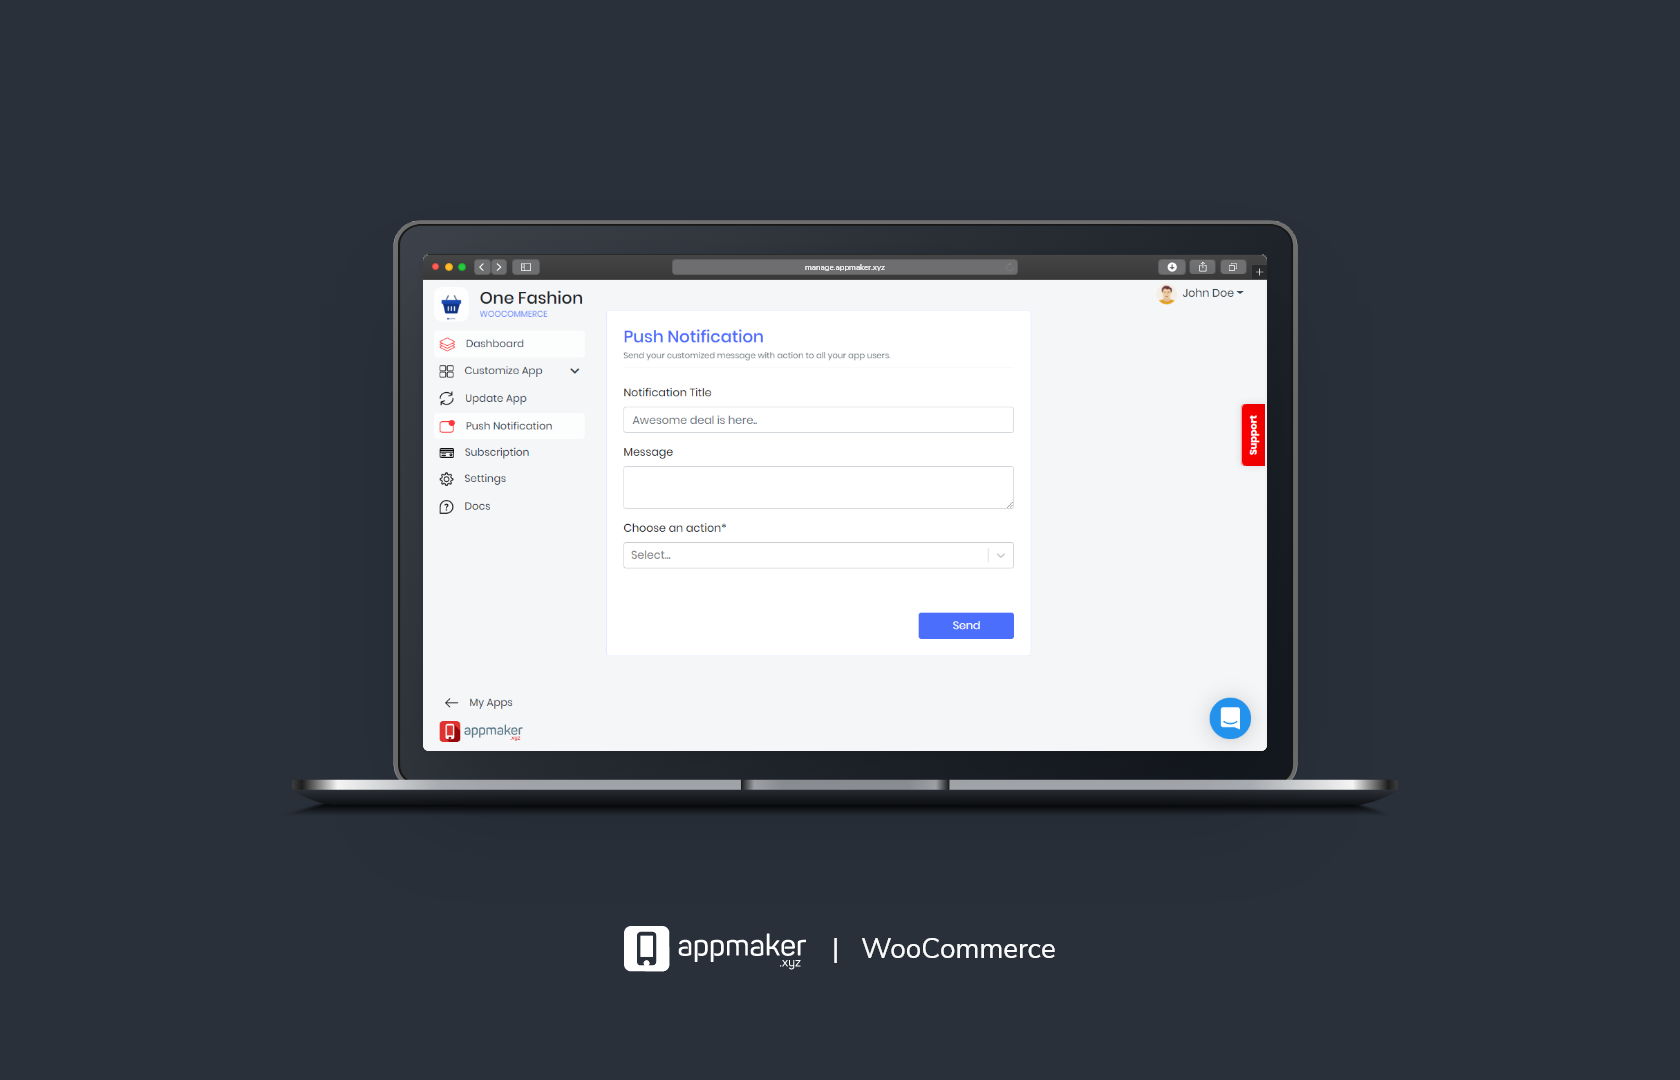 manage.appmaker.xyz
One Fashion
WOOCOMMERCE
John Doe
Dashboard
Customize App
Update App
Push Notification
Subscription
Settings
Docs
Push Notification
Send your customized message with action to all your app users.
Notification Title
Awesome deal is here..
Message
Choose an action*
Select...
Send
Support
My Apps
appmaker
.xyz
appmaker
.xyz
| WooCommerce